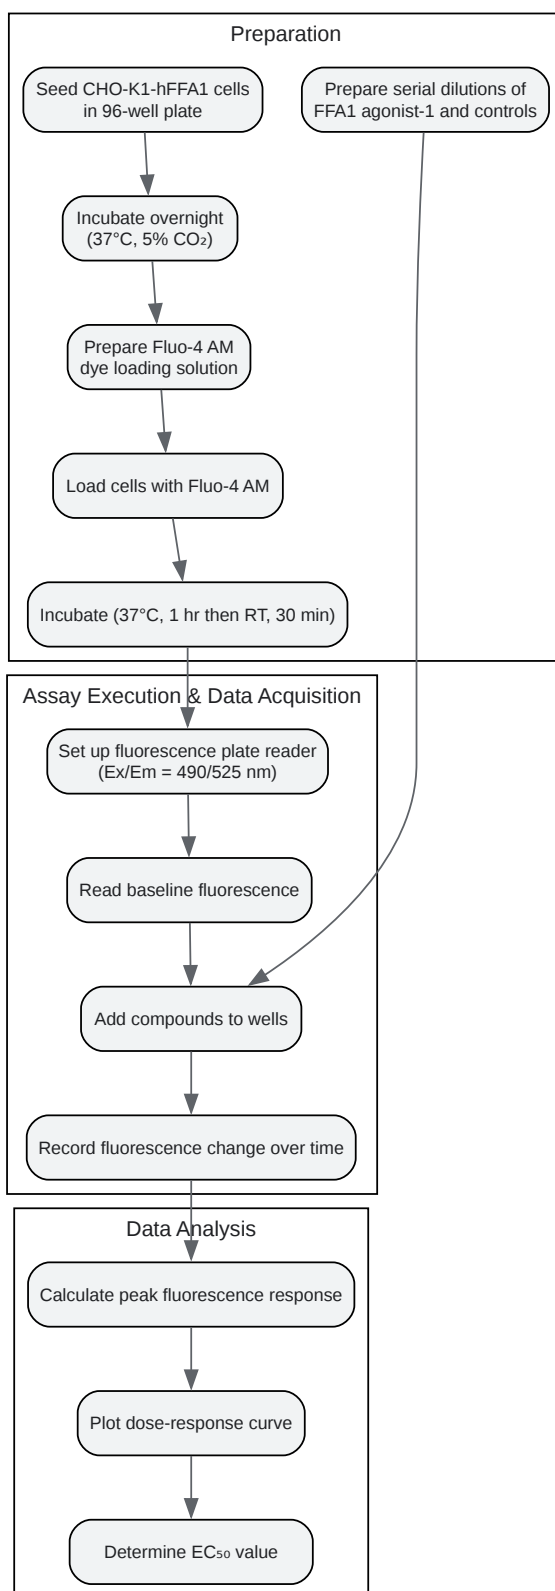 Preparation
Seed CHO-K1-hFFA1 cells
in 96-well plate
Prepare serial dilutions of
FFA1 agonist-1 and controls
Incubate overnight
(37°C, 5% CO₂)
Prepare Fluo-4 AM
dye loading solution
Load cells with Fluo-4 AM
Incubate (37°C, 1 hr then RT, 30 min)
Assay Execution & Data Acquisition
Set up fluorescence plate reader
(Ex/Em = 490/525 nm)
Read baseline fluorescence
Add compounds to wells
Record fluorescence change over time
Data Analysis
Calculate peak fluorescence response
Plot dose-response curve
Determine EC₅₀ value